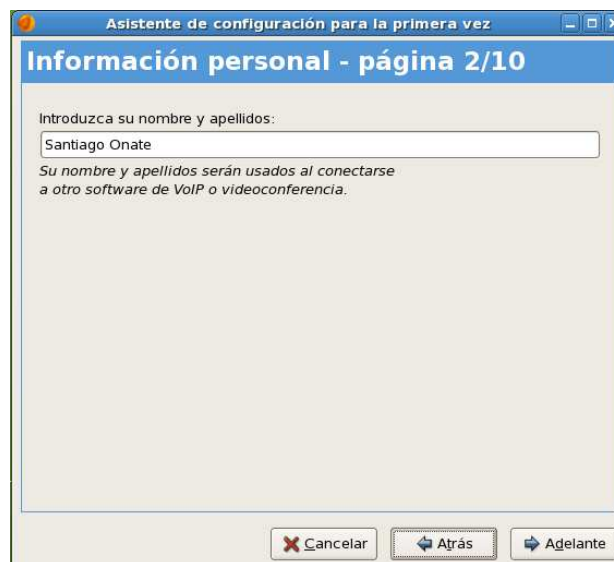 Asistente de configuración para la primera vez
Información personal - página 2/10
Introduzca su nombre y apellidos:
Santiago Onate
Su nombre y apellidos serán usados al conectarse
a otro software de VoIP o videoconferencia.
Cancelar Atrás Adelante